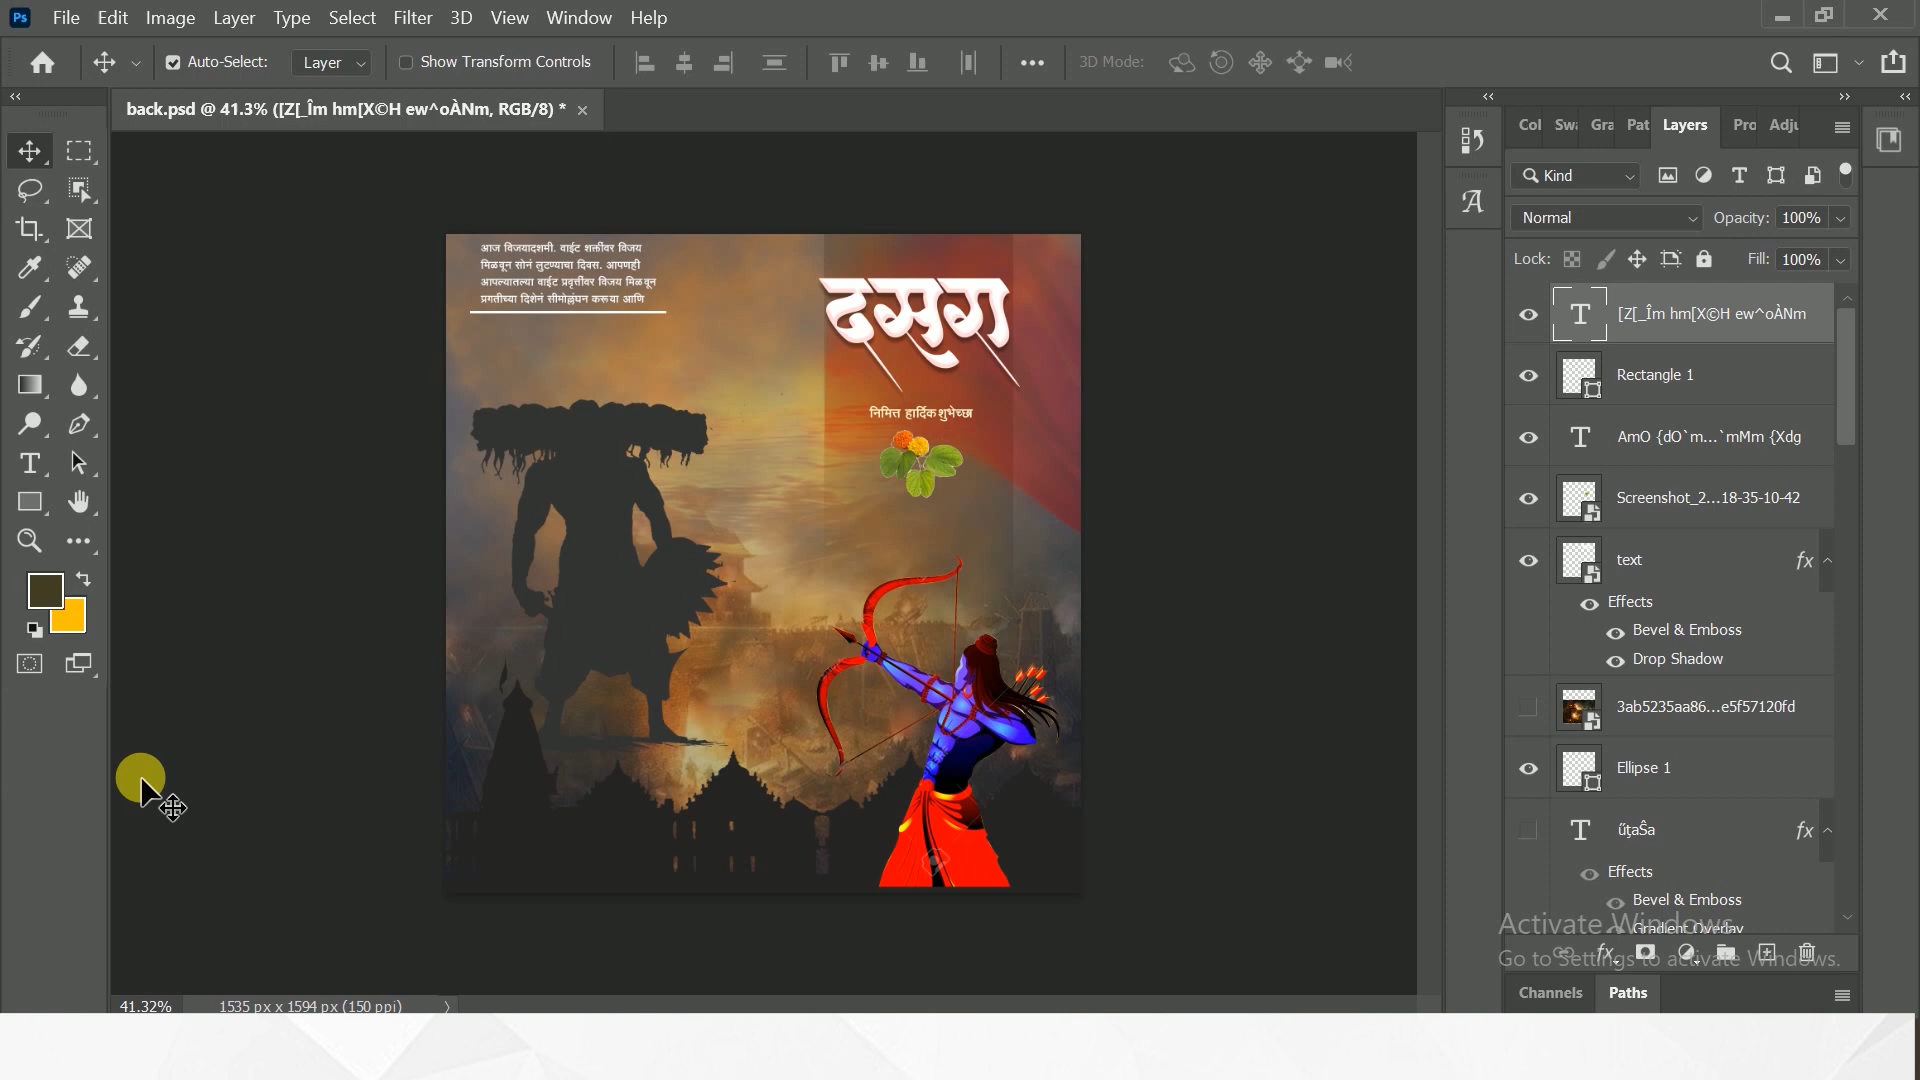 Ps File Edit Image Layer Type Select Filter 3D View Window Help
Auto-Select: Layer Show Transform Controls 3D Mode:
back.psd @ 41.3% ([Z[_Îm hm[X©H ew^oÀNm, RGB/8) *
Col Swa Gra Pat Layers Pro Adju
Kind
Normal Opacity: 100%
Lock: Fill: 100%
[Z[_Îm hm[X©H ew^oÀNm
Rectangle 1
AmO {dO`m...`mMm {Xdg
Screenshot_2...18-35-10-42
text fx
Effects
Bevel & Emboss
Drop Shadow
3ab5235aa86...e5f57120fd
Ellipse 1
űţaŜa fx
Effects
Bevel & Emboss
Gradient Overlay
Activate Windows
Go to Settings to activate Windows.
Channels Paths
आज विजयादशमी. वाईट शक्तींवर विजय
मिळवून सोनं लुटण्याचा दिवस. आपणही
आपल्यातल्या वाईट प्रवृत्तींवर विजय मिळवून
प्रगतीच्या दिशेनं सीमोल्लंघन करूया आणि
दसरा
निमित्त हार्दिक शुभेच्छा
41.32% 1535 px x 1594 px (150 ppi)